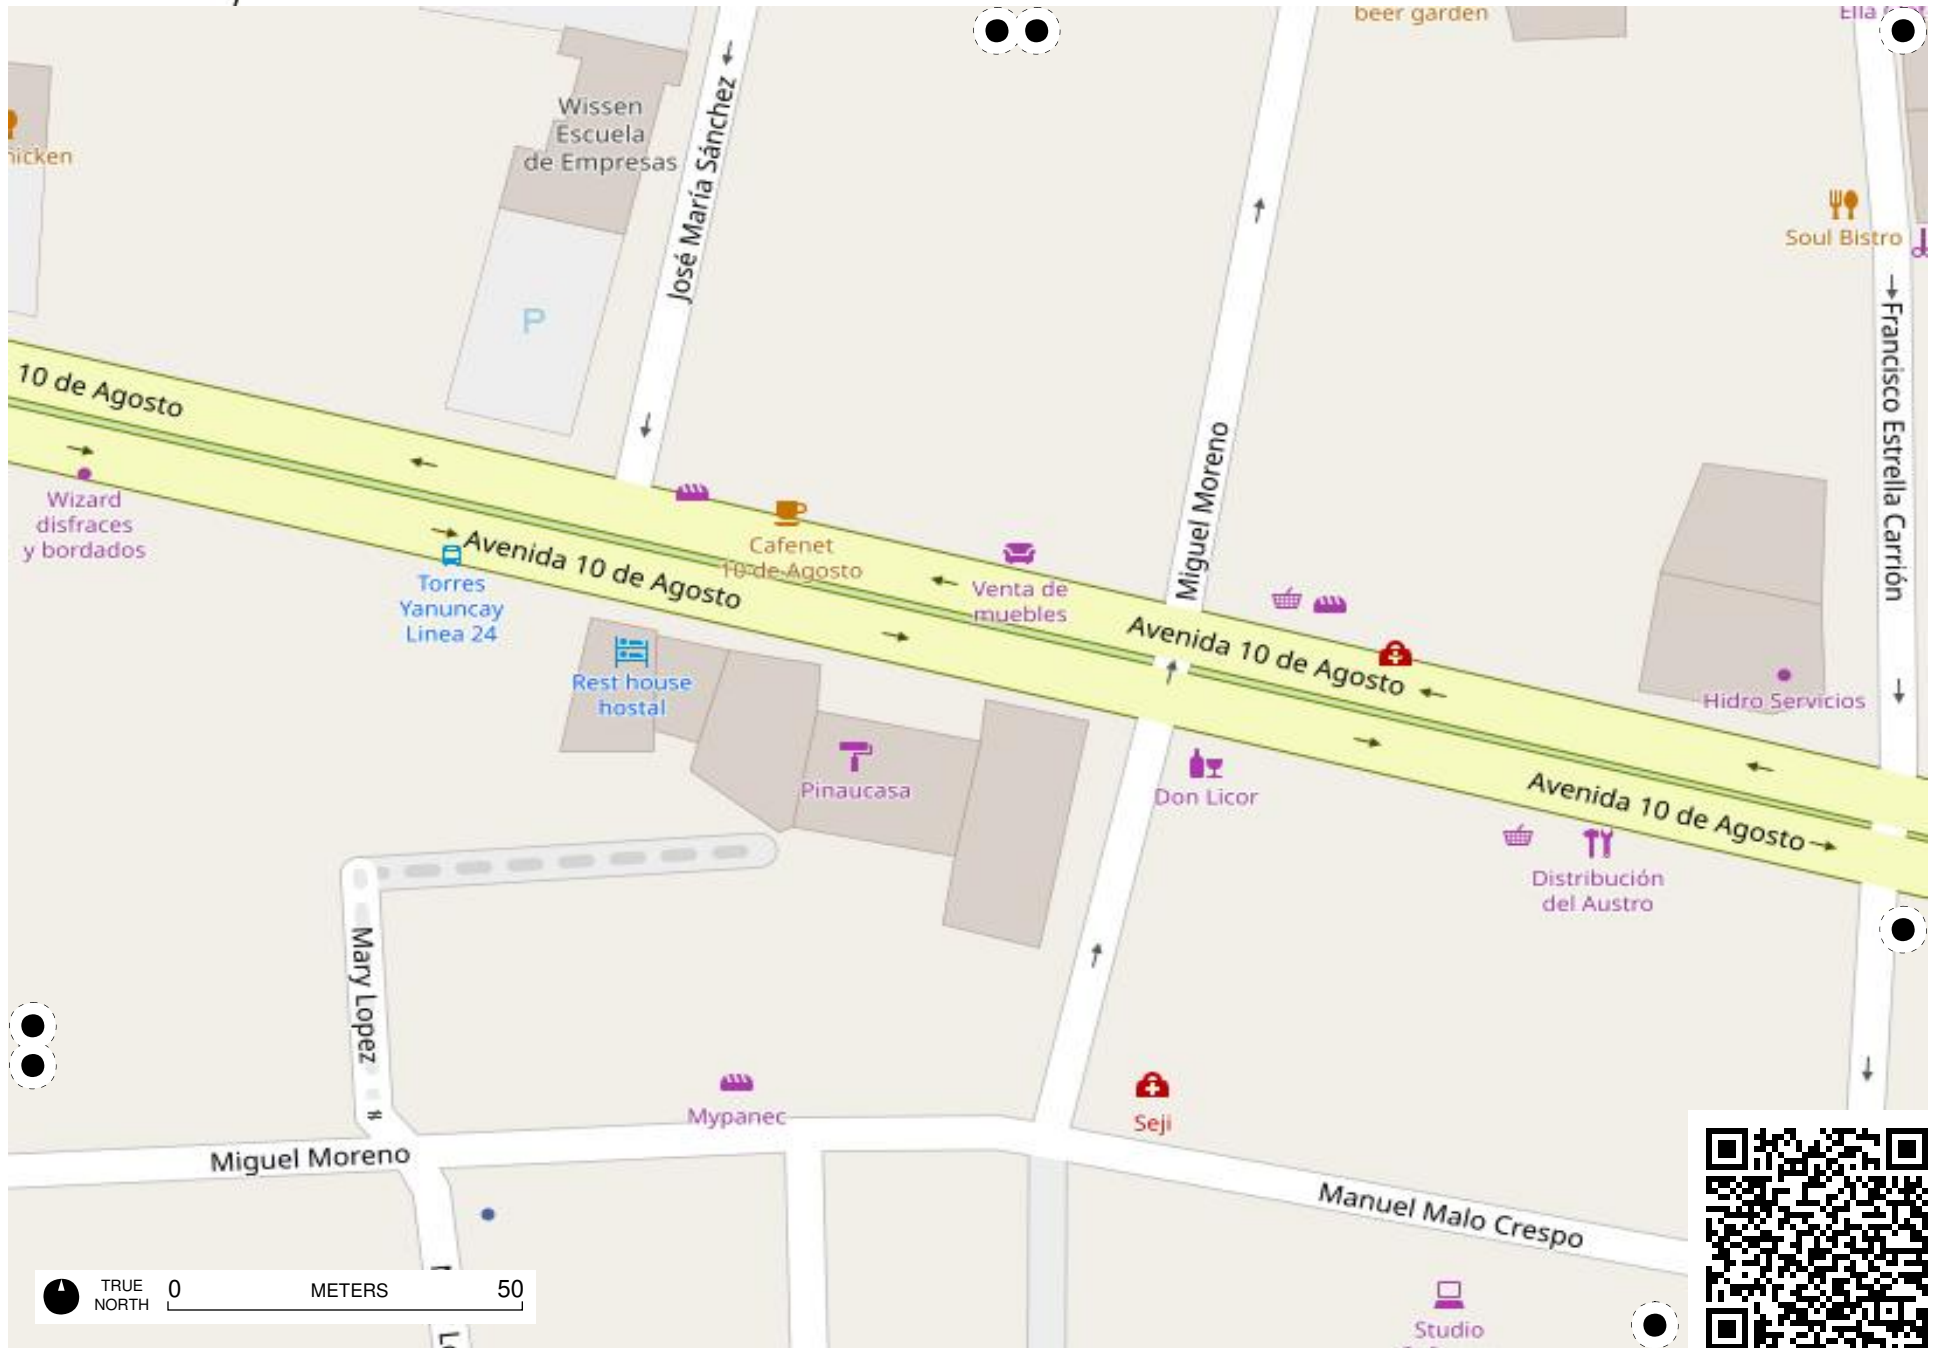 beer garden
Wissen
Escuela
de Empresas
José María Sánchez
Soul Bistro
P
Francisco Estrella Carrión
10 de Agosto
Miguel Moreno
Wizard
disfraces
y bordados
Avenida 10 de Agosto
Cafenet
10 de Agosto
Torres
Yanuncay
Linea 24
Venta de
muebles
Avenida 10 de Agosto
Rest house
hostal
Hidro Servicios
Pinaucasa
Don Licor
Avenida 10 de Agosto
Distribución
del Austro
Mary Lopez
Mypanec
Seji
Miguel Moreno
Manuel Malo Crespo
TRUE
NORTH
0 METERS 50
Studio